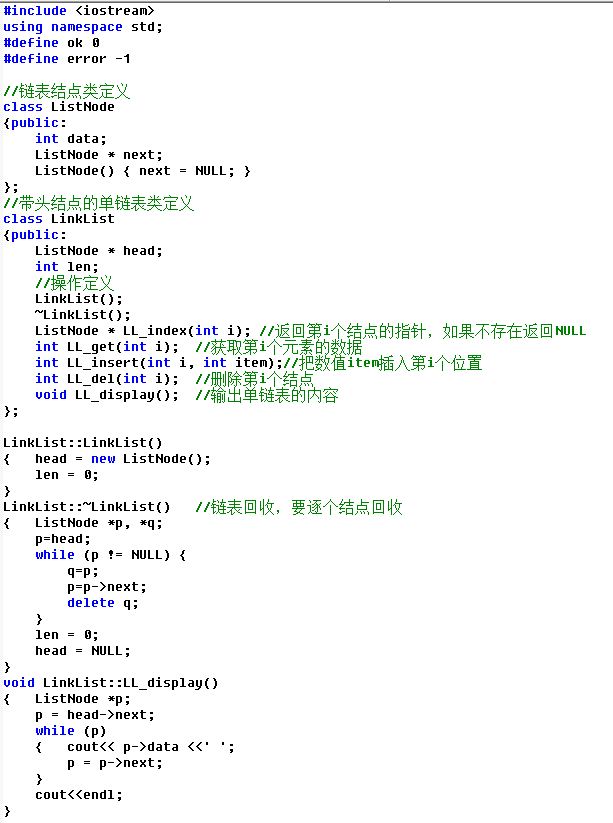 #include <iostream>
using namespace std;
#define ok 0
#define error -1

//链表结点类定义
class ListNode
{public:
    int data;
    ListNode * next;
    ListNode() { next = NULL; }
};
//带头结点的单链表类定义
class LinkList
{public:
    ListNode * head;
    int len;
    //操作定义
    LinkList();
    ~LinkList();
    ListNode * LL_index(int i); //返回第i个结点的指针，如果不存在返回NULL
    int LL_get(int i);  //获取第i个元素的数据
    int LL_insert(int i, int item);//把数值item插入第i个位置
    int LL_del(int i);  //删除第i个结点
    void LL_display();  //输出单链表的内容
};

LinkList::LinkList()
{   head = new ListNode();
    len = 0;
}
LinkList::~LinkList()   //链表回收，要逐个结点回收
{   ListNode *p, *q;
    p=head;
    while (p != NULL) {
        q=p;
        p=p->next;
        delete q;
    }
    len = 0;
    head = NULL;
}
void LinkList::LL_display()
{   ListNode *p;
    p = head->next;
    while (p)
    {   cout<< p->data <<' ';
        p = p->next;
    }
    cout<<endl;
}